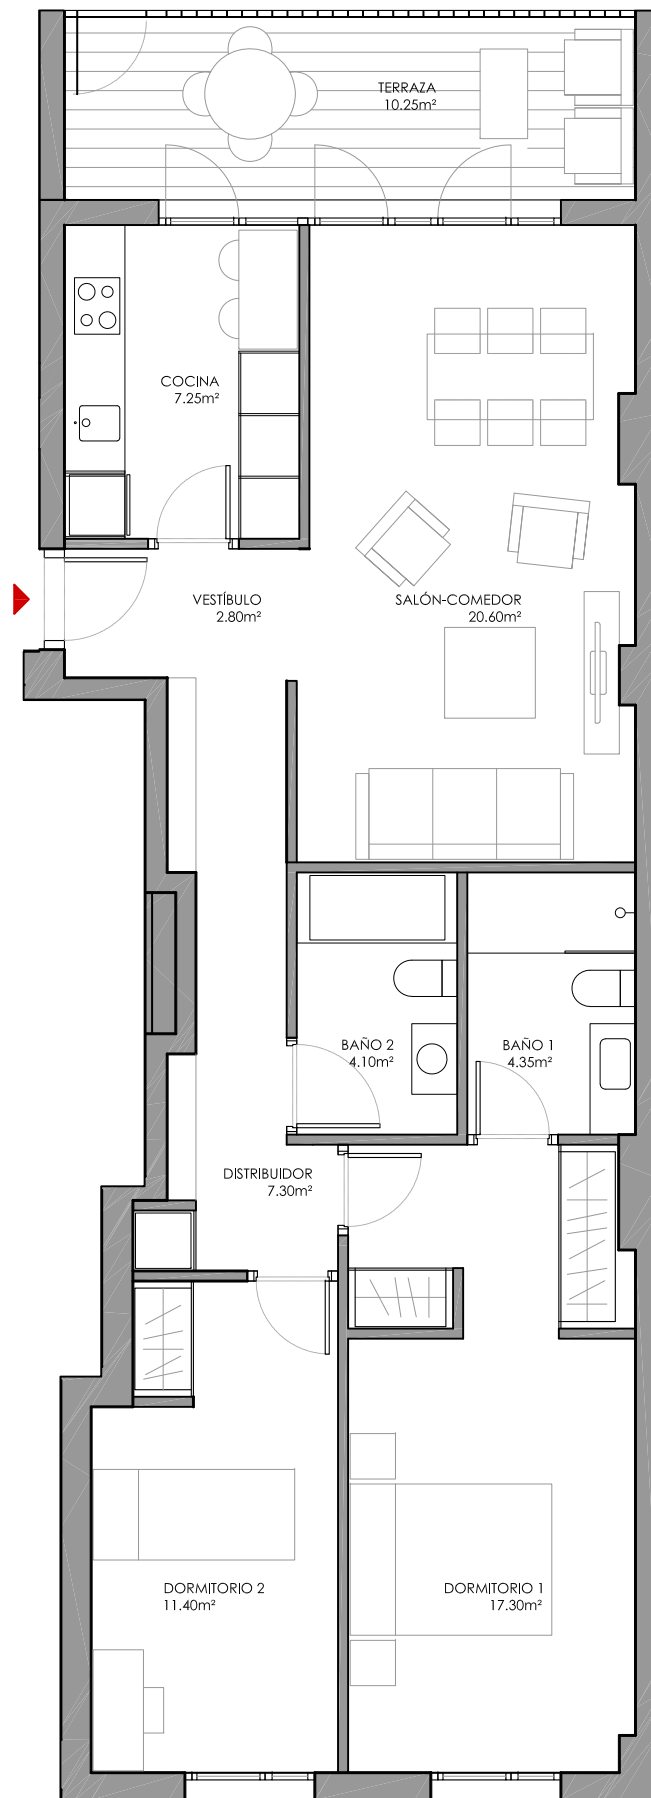 TERRAZA
10.25m²
COCINA
7.25m²
VESTÍBULO
2.80m²
SALÓN-COMEDOR
20.60m²
BAÑO 2
4.10m²
BAÑO 1
4.35m²
DISTRIBUIDOR
7.30m²
DORMITORIO 2
11.40m²
DORMITORIO 1
17.30m²